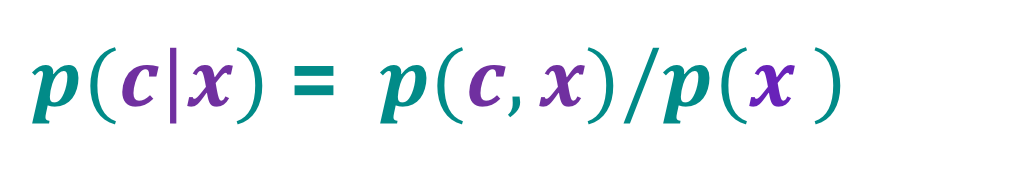 p(c|x) = p(c,x)/p(x )